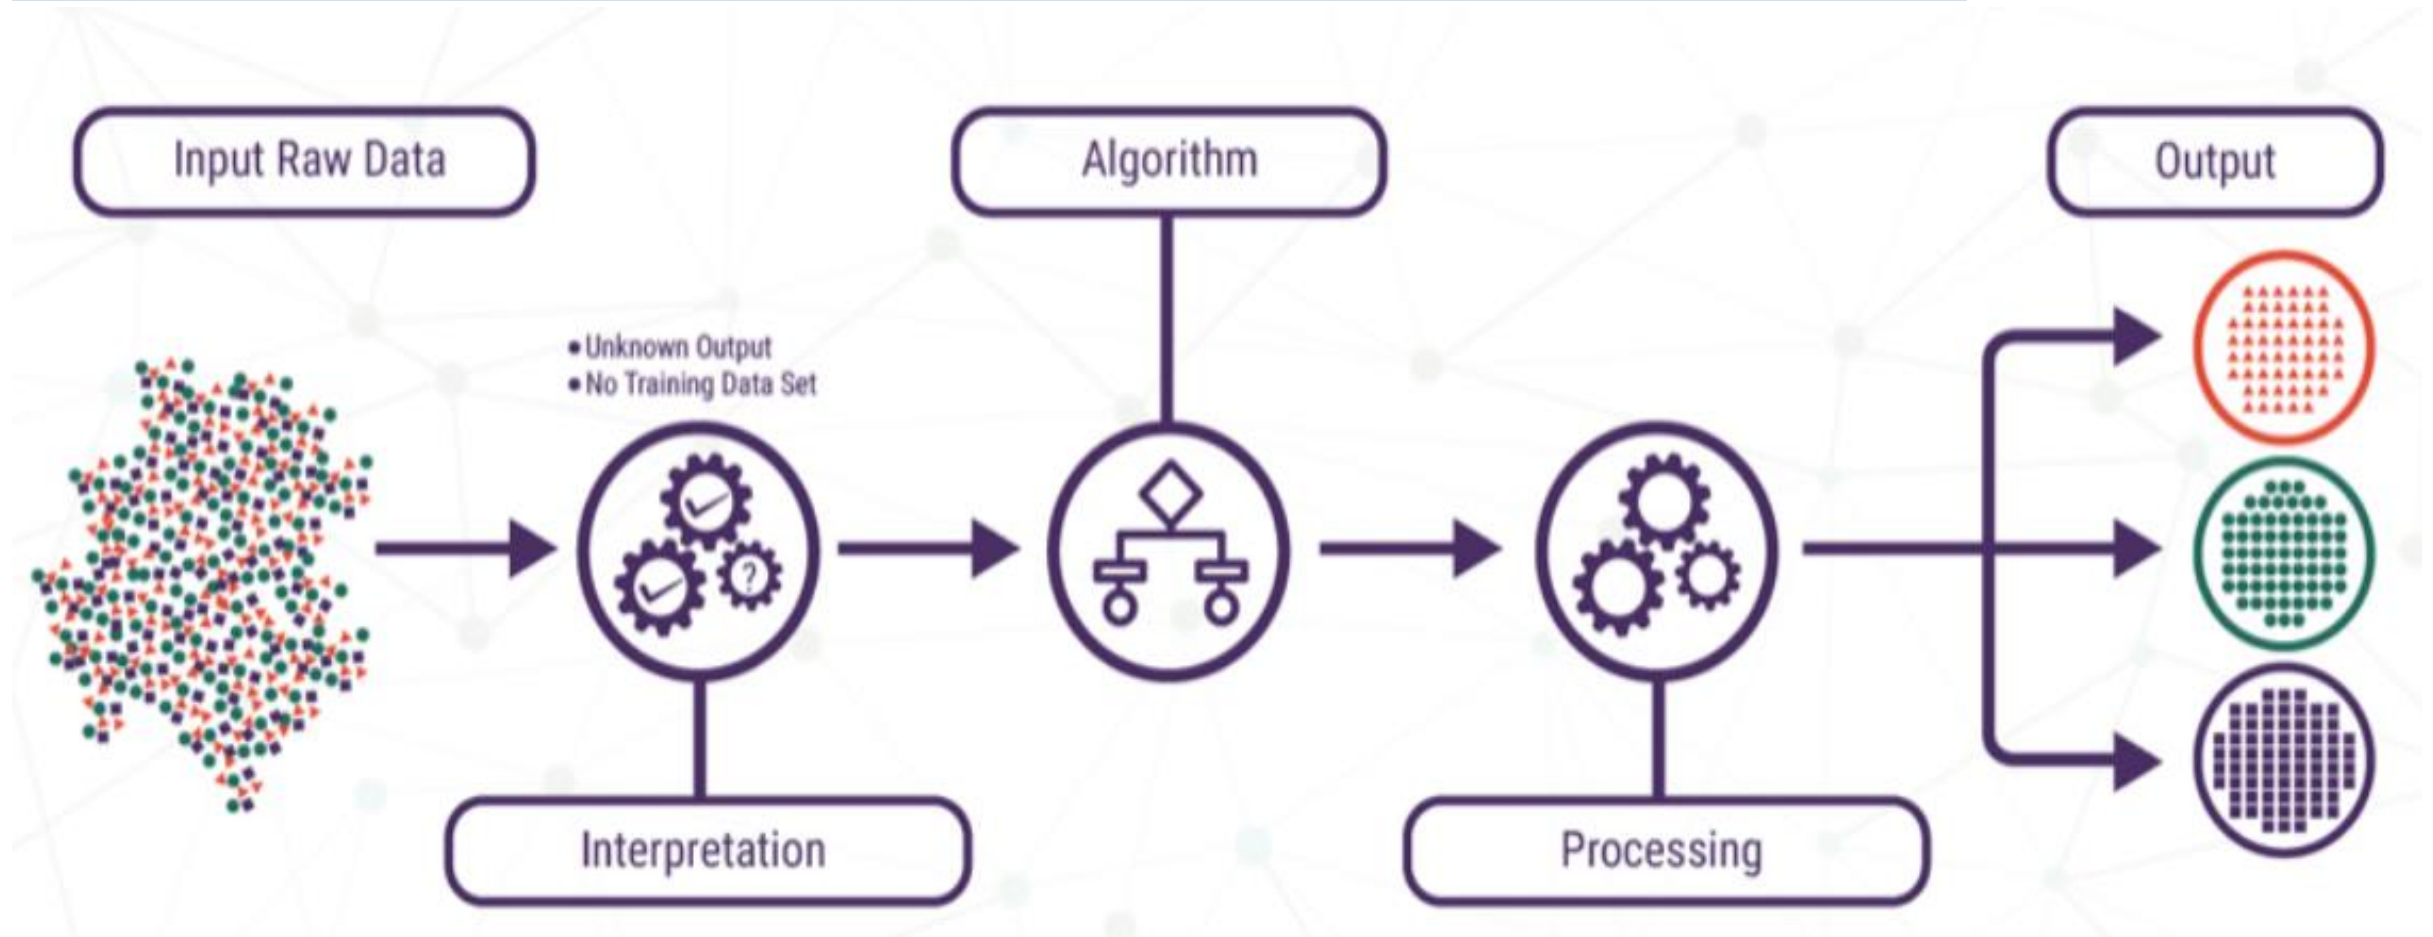 Input Raw Data
Algorithm
Output
• Unknown Output
• No Training Data Set
?
Interpretation
Processing